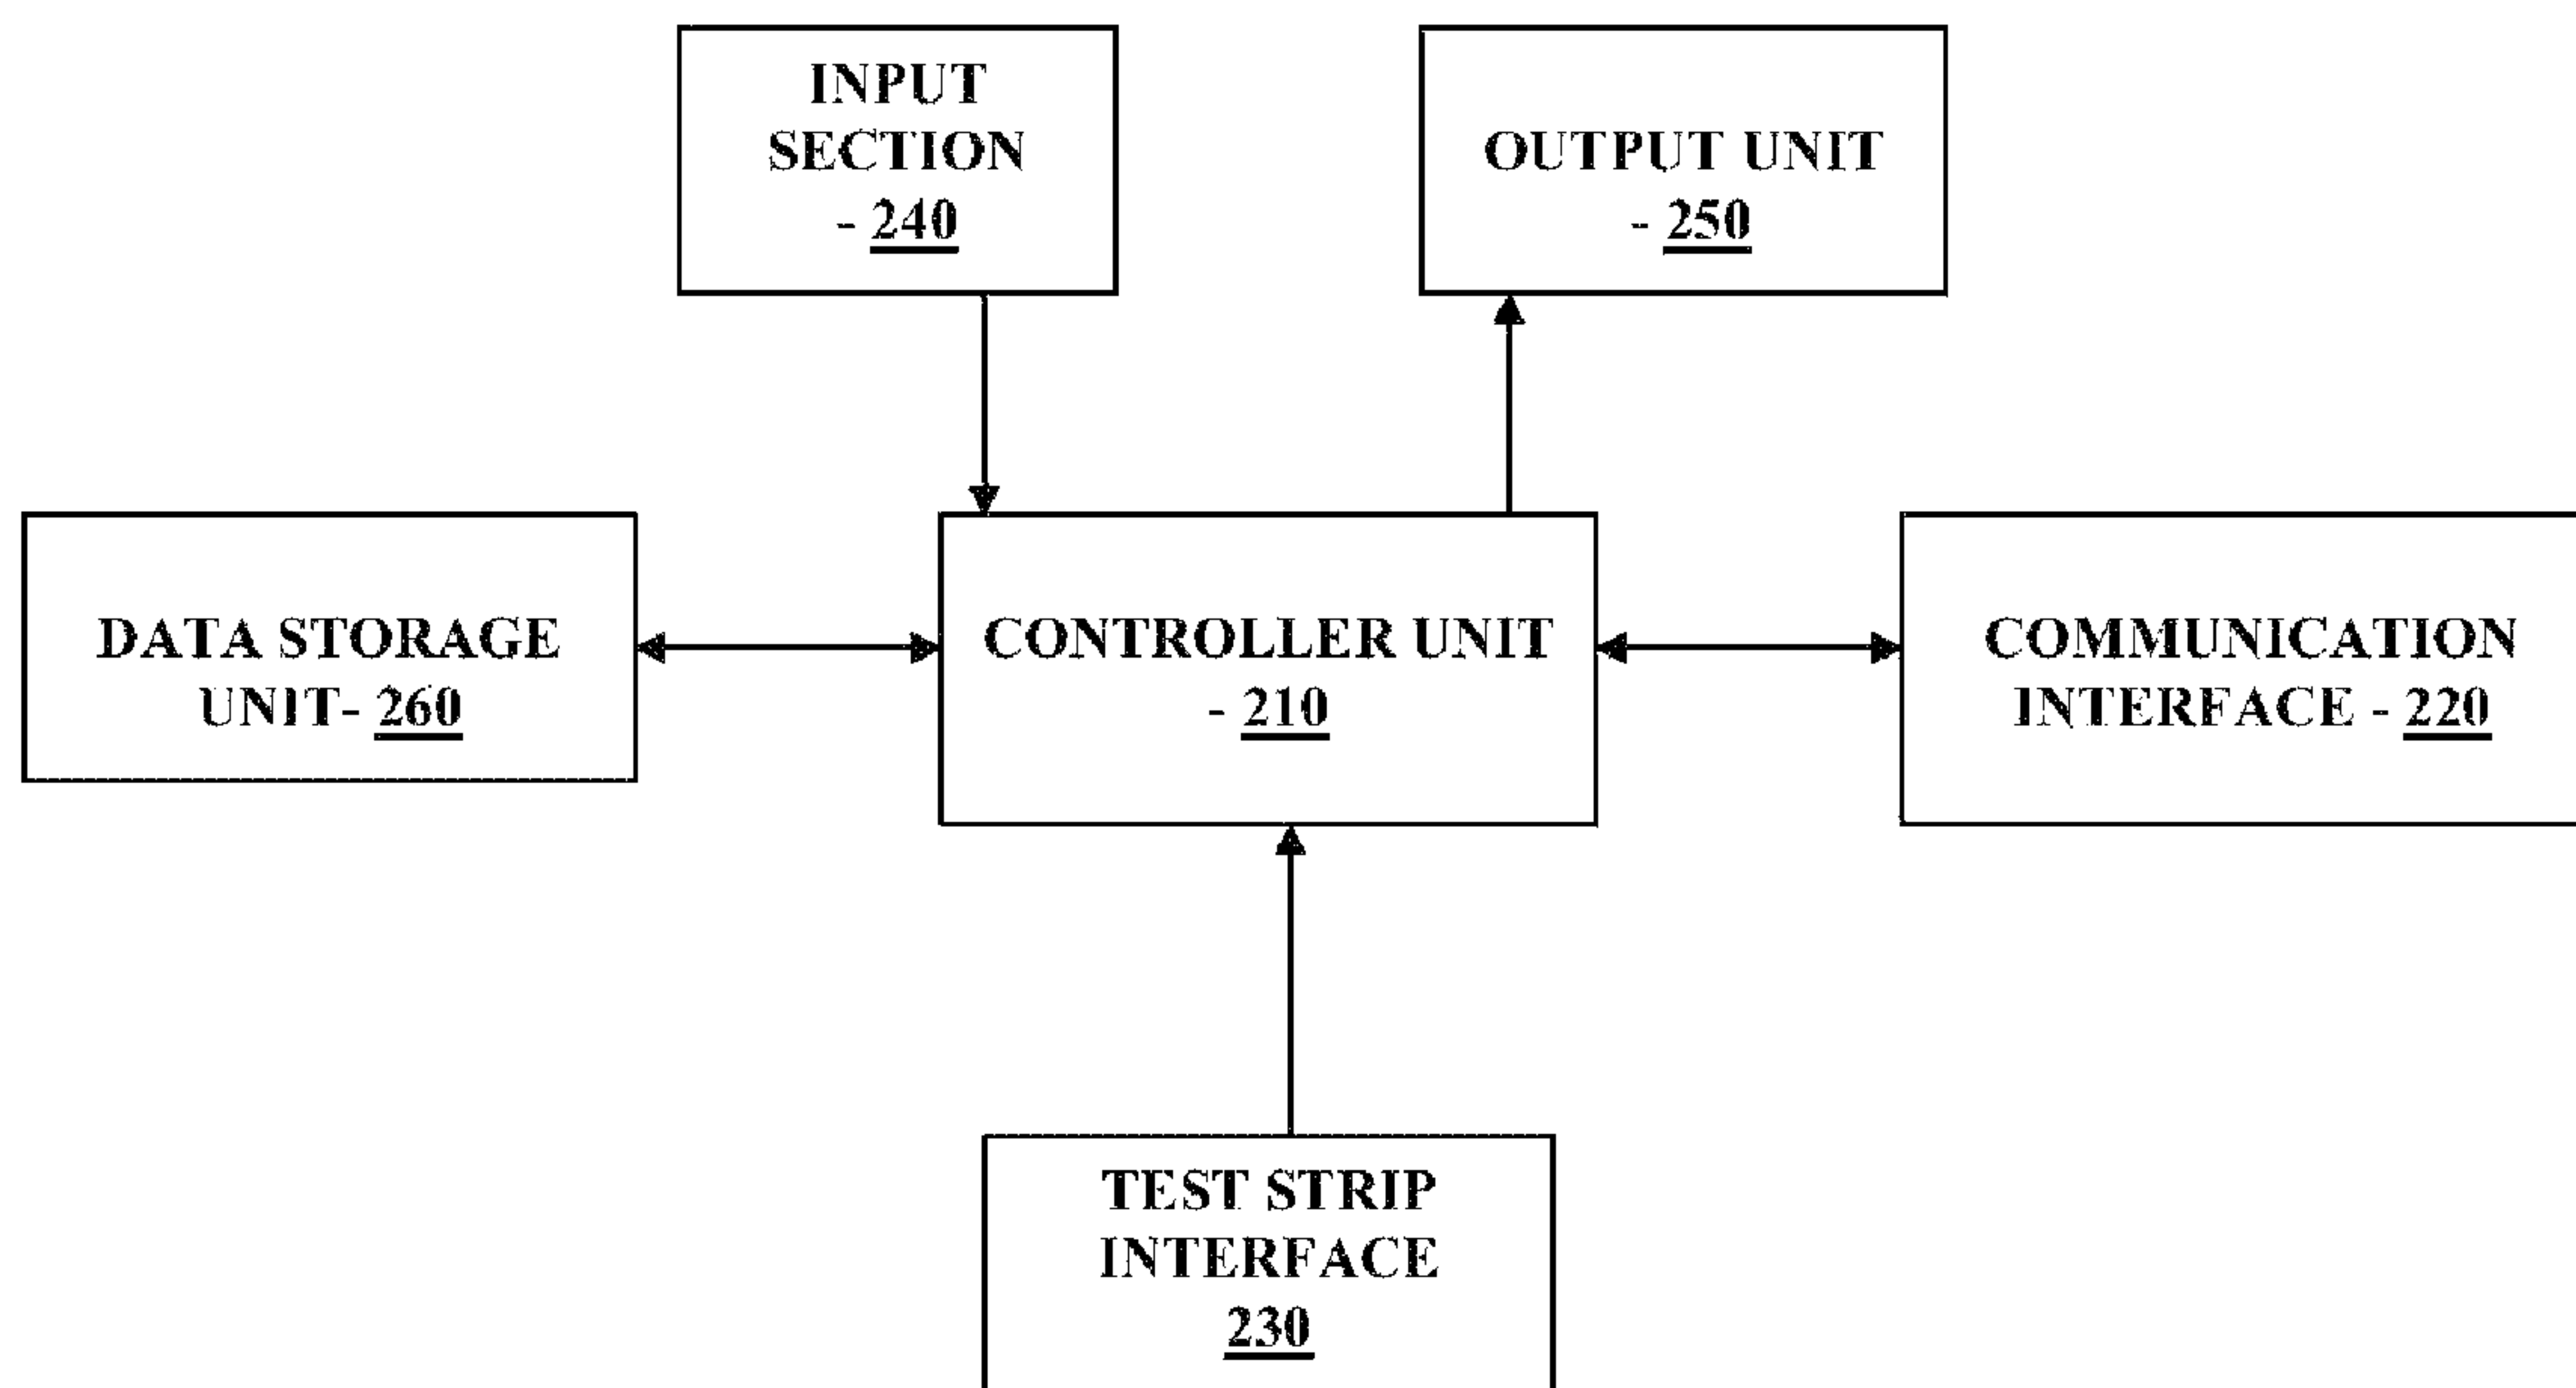 INPUT
SECTION
- 240
OUTPUT UNIT
- 250
DATA STORAGE
UNIT- 260
CONTROLLER UNIT
- 210
COMMUNICATION
INTERFACE - 220
TEST STRIP
INTERFACE
230